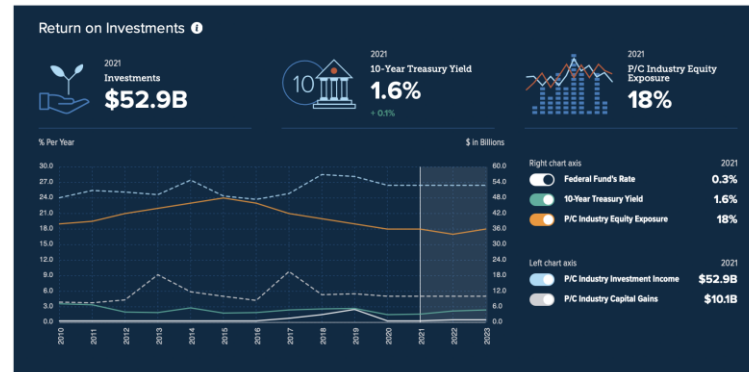 Return on Investments i
2021
Investments
$52.9B
10
2021
10-Year Treasury Yield
1.6%
+ 0.1%
2021
P/C Industry Equity
Exposure
18%
% Per Year
$ in Billions
30.0
27.0
24.0
21.0
18.0
15.0
12.0
9.0
6.0
3.0
0.0
60.0
54.0
48.0
42.0
36.0
30.0
24.0
18.0
12.0
6.0
0.0
2010
2011
2012
2013
2014
2015
2016
2017
2018
2019
2020
2021
2022
2023
Right chart axis 2021
Federal Fund's Rate 0.3%
10-Year Treasury Yield 1.6%
P/C Industry Equity Exposure 18%
Left chart axis 2021
P/C Industry Investment Income $52.9B
P/C Industry Capital Gains $10.1B